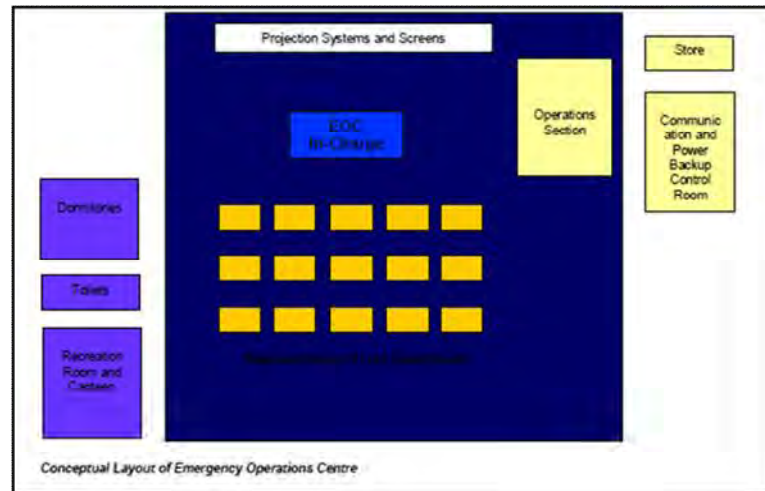 Projection Systems and Screens
Store
EOC
In-Charge
Operations
Section
Communic
ation and
Power
Backup
Control
Room
Dormitories
Toilets
Recreation
Room and
Canteen
Conceptual Layout of Emergency Operations Centre